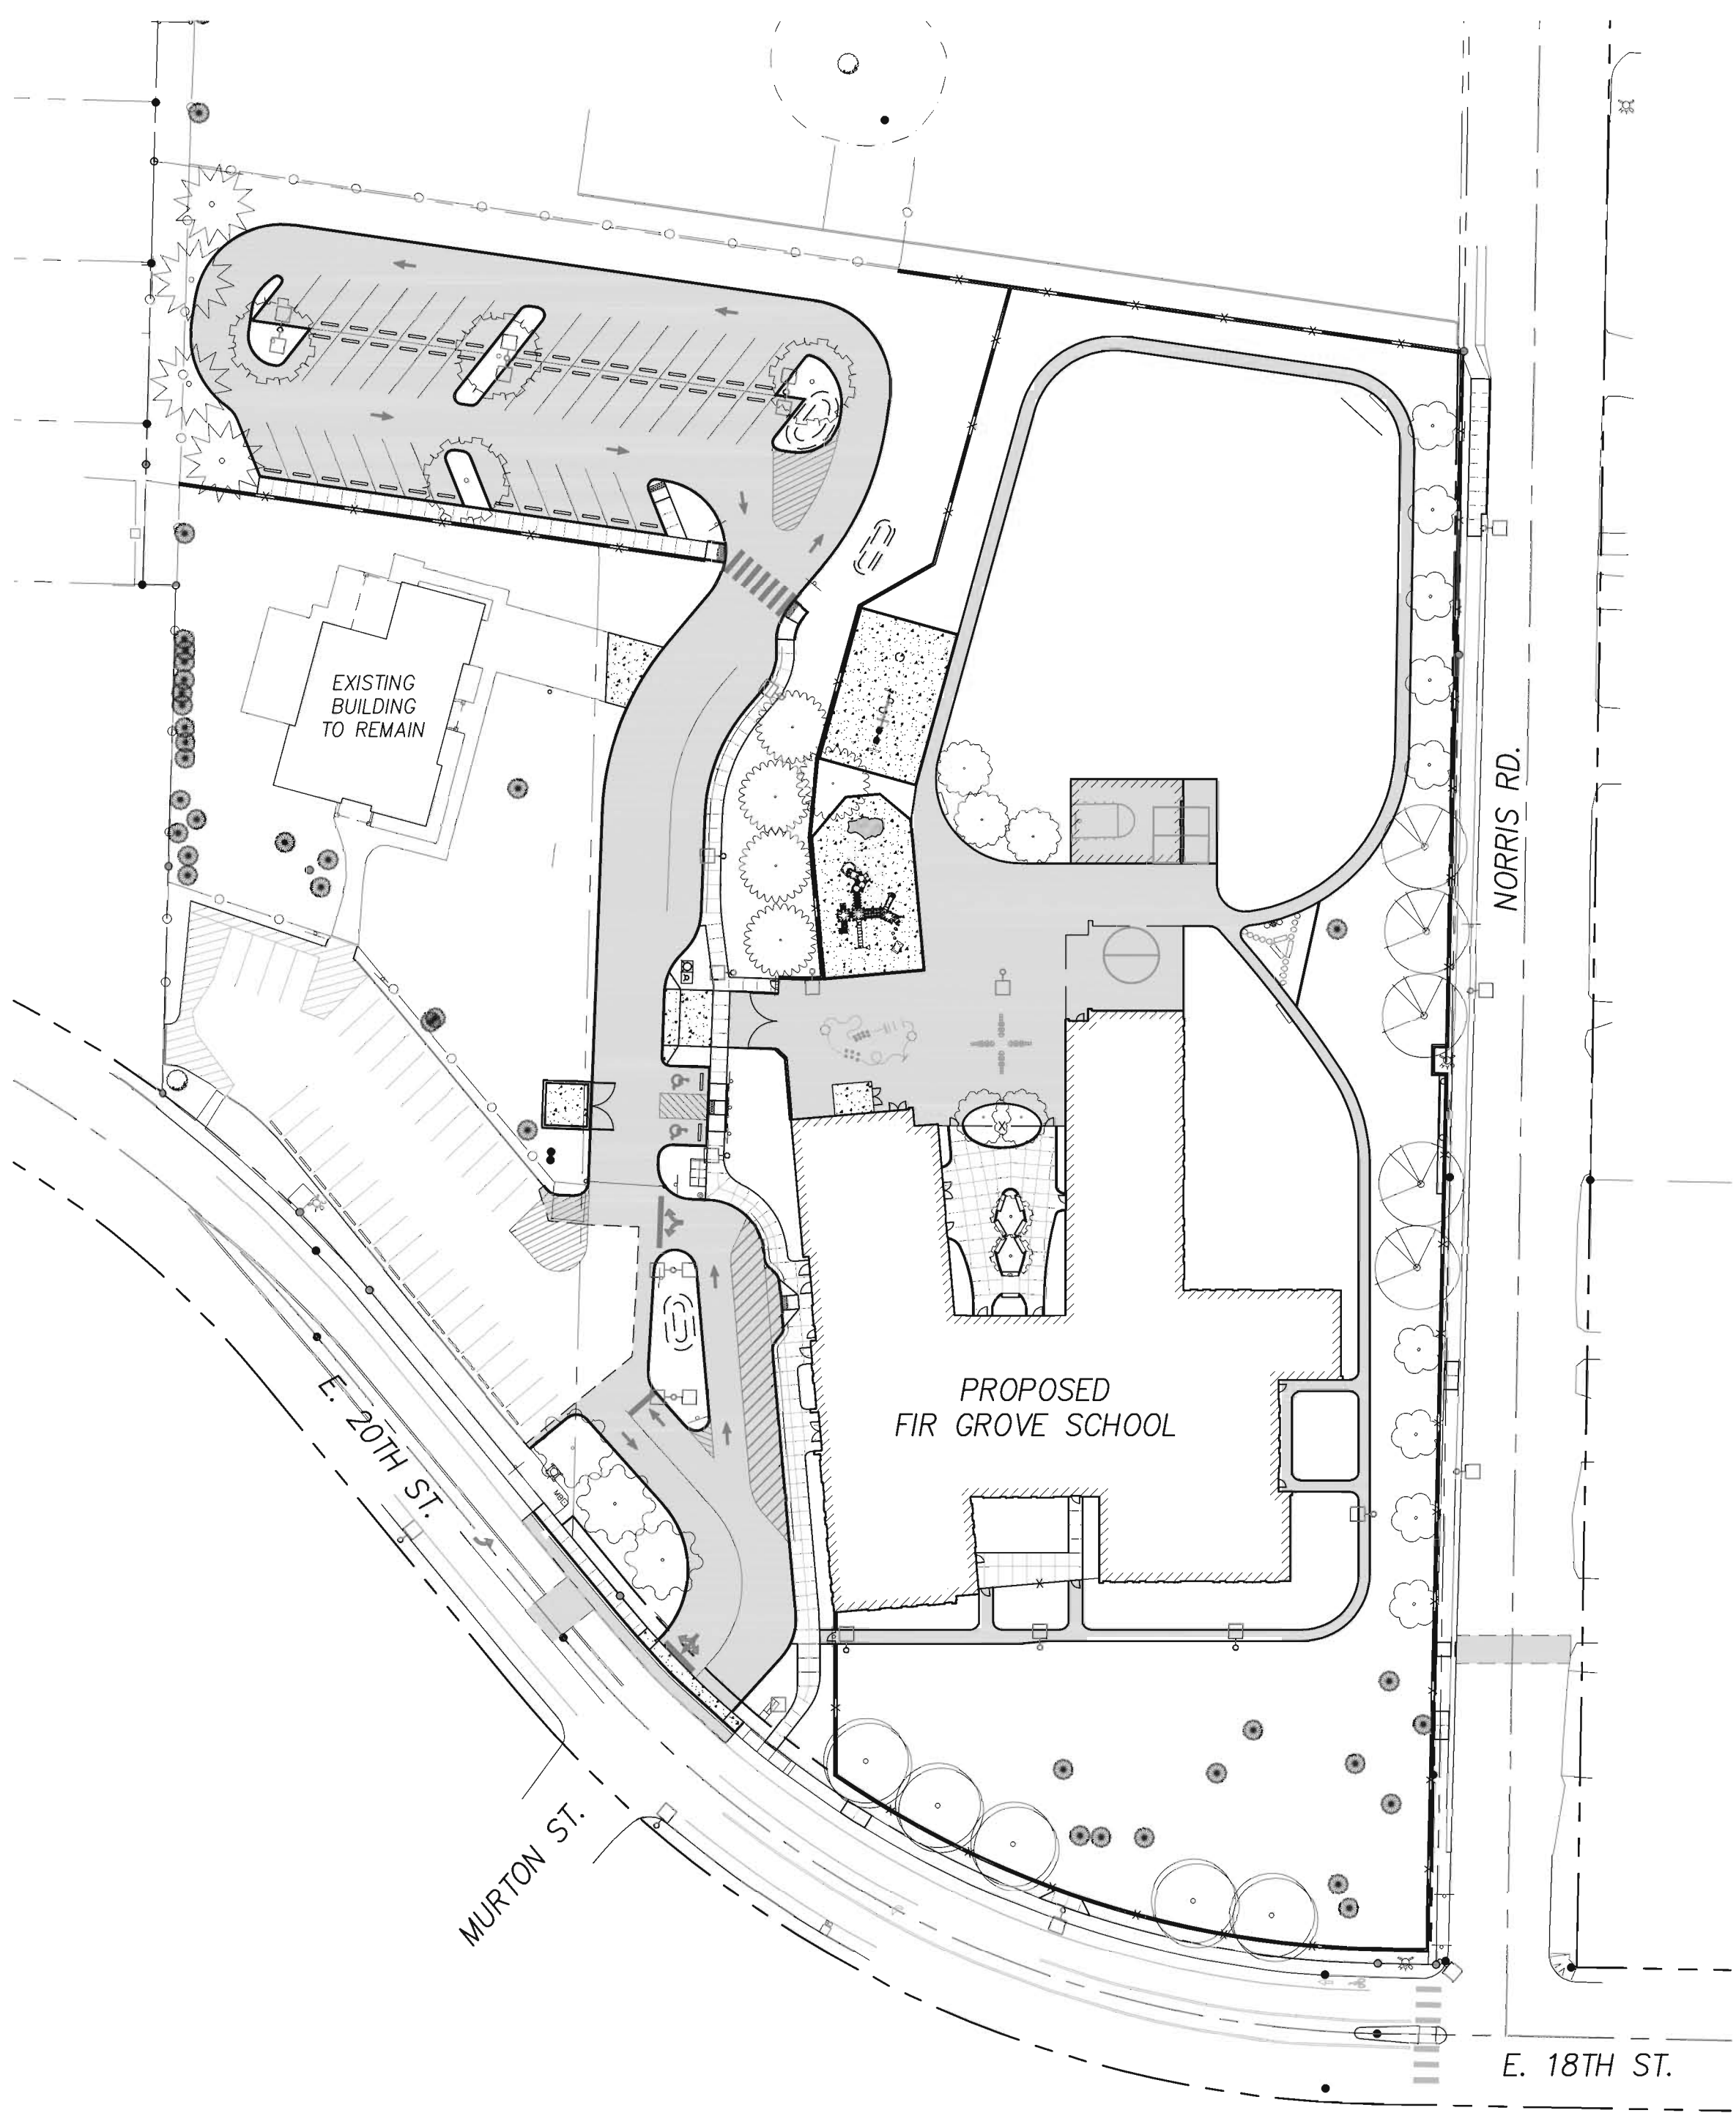 EXISTING
BUILDING
TO REMAIN
NORRIS RD.
PROPOSED
FIR GROVE SCHOOL
E. 20TH ST.
MURTON ST.
E. 18TH ST.